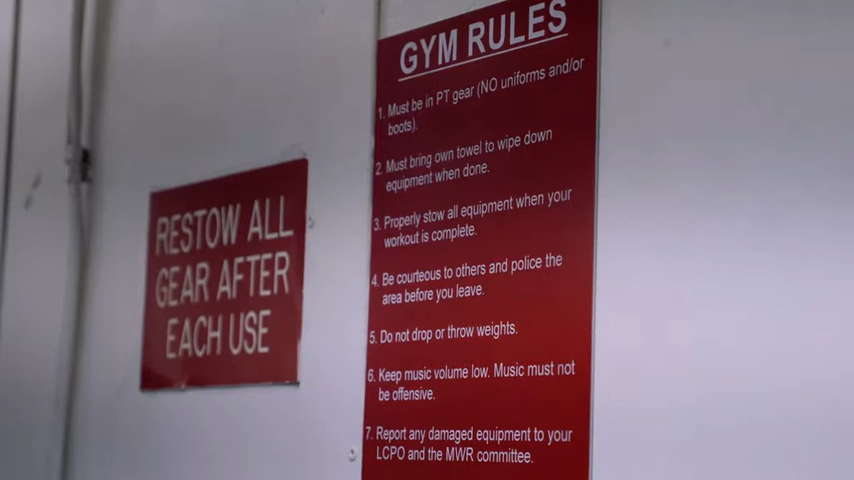 RESTOW ALL
GEAR AFTER
EACH USE
GYM RULES
1. Must be in PT gear (NO uniforms and/or
boots).
2. Must bring own towel to wipe down
equipment when done.
3. Properly stow all equipment when your
workout is complete.
4. Be courteous to others and police the
area before you leave.
5. Do not drop or throw weights.
6. Keep music volume low. Music must not
be offensive.
7. Report any damaged equipment to your
LCPO and the MWR committee.